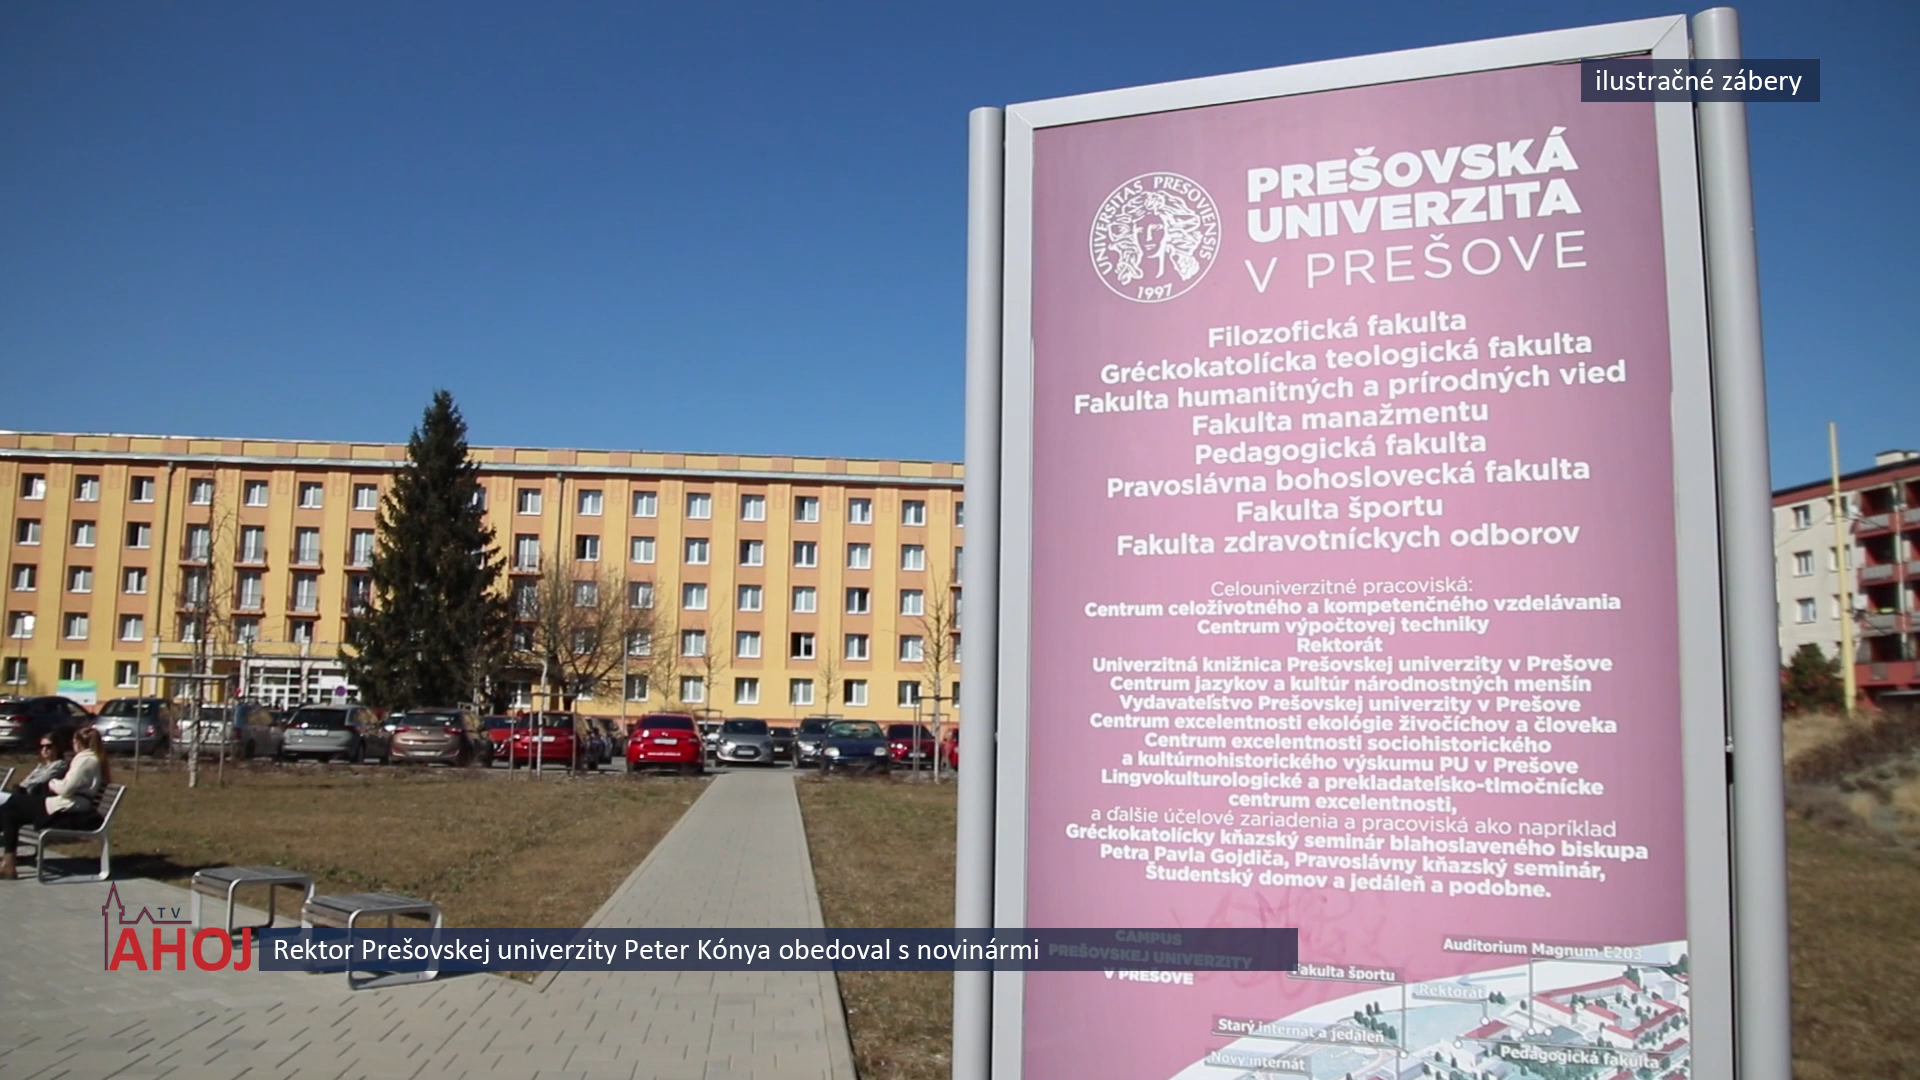 ilustračné zábery
UNIVERSITAS PRESOVIENSIS
1997
PREŠOVSKÁ
UNIVERZITA
V PREŠOVE
Filozofická fakulta
Gréckokatolícka teologická fakulta
Fakulta humanitných a prírodných vied
Fakulta manažmentu
Pedagogická fakulta
Pravoslávna bohoslovecká fakulta
Fakulta športu
Fakulta zdravotníckych odborov
Celouniverzitné pracoviská:
Centrum celoživotného a kompetenčného vzdelávania
Centrum výpočtovej techniky
Rektorát
Univerzitná knižnica Prešovskej univerzity v Prešove
Centrum jazykov a kultúr národnostných menšín
Vydavateľstvo Prešovskej univerzity v Prešove
Centrum excelentnosti ekológie živočíchov a človeka
Centrum excelentnosti sociohistorického
a kultúrnohistorického výskumu PU v Prešove
Lingvokulturologické a prekladateľsko-tlmočnícke
centrum excelentnosti,
a ďalšie účelové zariadenia a pracoviská ako napríklad
Gréckokatolícky kňazský seminár blahoslaveného biskupa
Petra Pavla Gojdiča, Pravoslávny kňazský seminár,
Študentský domov a jedáleň a podobne.
CAMPUS
PREŠOVSKEJ UNIVERZITY
V PREŠOVE
Auditorium Magnum E203
Fakulta športu
Rektorát
Starý internát a jedáleň
Nový internát
Pedagogická fakulta
TV
AHOJ
Rektor Prešovskej univerzity Peter Kónya obedoval s novinármi